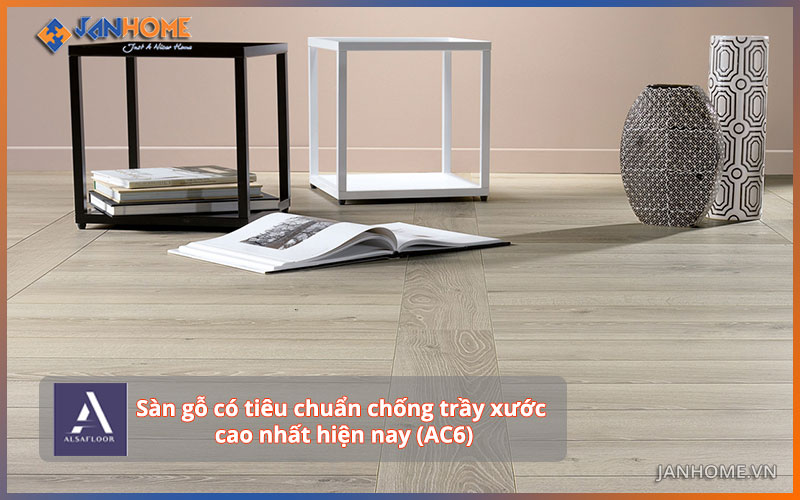 JANHOME
Just A Nicer Home
A
ALSAFLOOR
Sàn gỗ có tiêu chuẩn chống trầy xước
cao nhất hiện nay (AC6)
JANHOME.VN